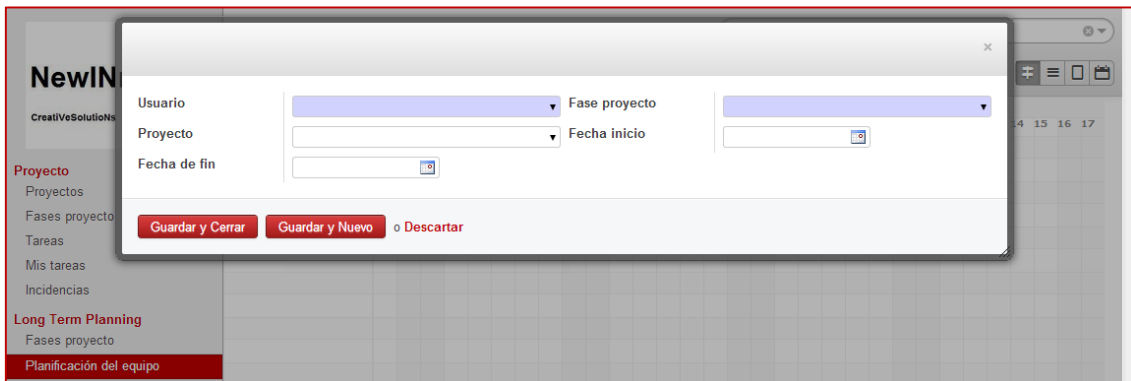 NewIN
CreatiVeSolutioNs
Usuario
Fase proyecto
Proyecto
Fecha inicio
Fecha de fin
Guardar y Cerrar
Guardar y Nuevo
o Descartar
14 15 16 17
Proyecto
Proyectos
Fases proyecto
Tareas
Mis tareas
Incidencias
Long Term Planning
Fases proyecto
Planificación del equipo